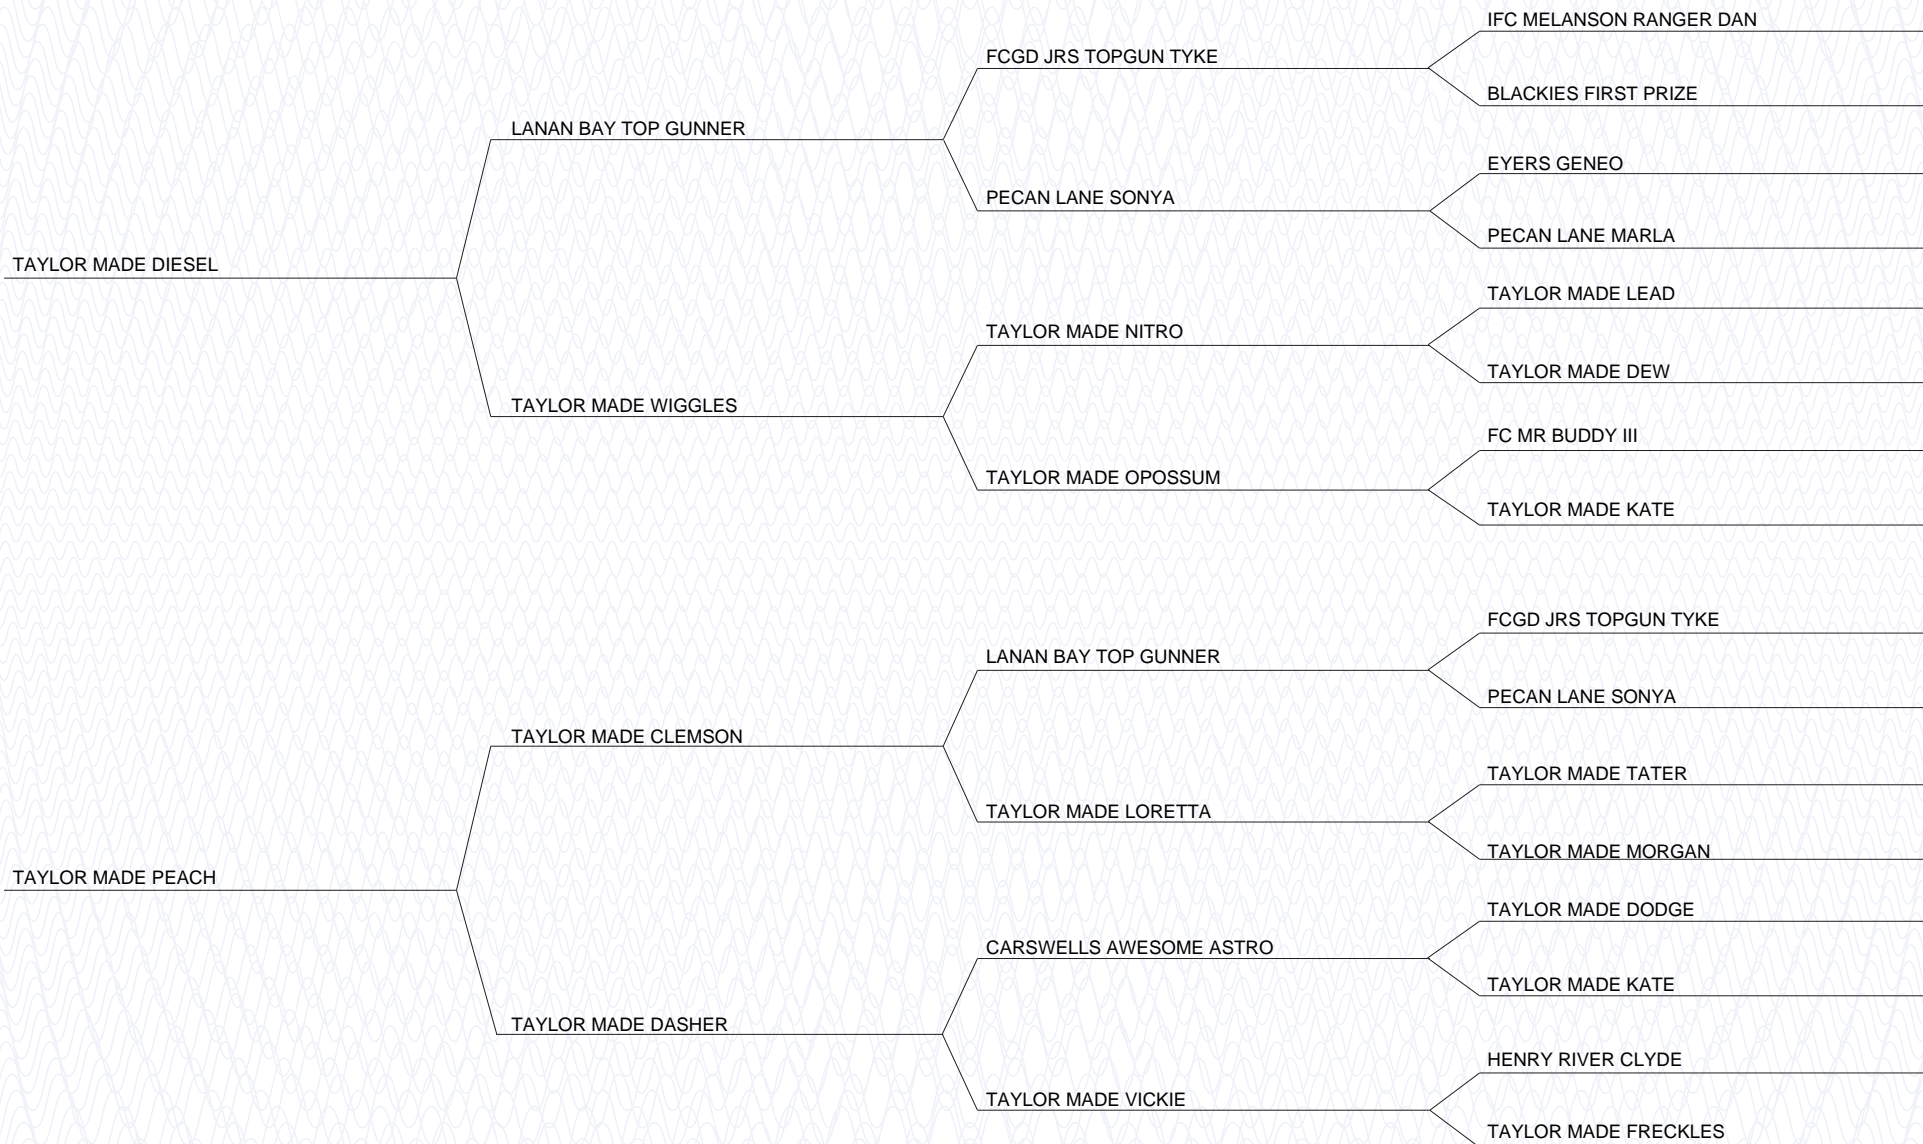 IFC MELANSON RANGER DAN
FCGD JRS TOPGUN TYKE
BLACKIES FIRST PRIZE
LANAN BAY TOP GUNNER
EYERS GENEO
PECAN LANE SONYA
PECAN LANE MARLA
TAYLOR MADE DIESEL
TAYLOR MADE LEAD
TAYLOR MADE NITRO
TAYLOR MADE DEW
TAYLOR MADE WIGGLES
FC MR BUDDY III
TAYLOR MADE OPOSSUM
TAYLOR MADE KATE
FCGD JRS TOPGUN TYKE
LANAN BAY TOP GUNNER
PECAN LANE SONYA
TAYLOR MADE CLEMSON
TAYLOR MADE TATER
TAYLOR MADE LORETTA
TAYLOR MADE MORGAN
TAYLOR MADE PEACH
TAYLOR MADE DODGE
CARSWELLS AWESOME ASTRO
TAYLOR MADE KATE
TAYLOR MADE DASHER
HENRY RIVER CLYDE
TAYLOR MADE VICKIE
TAYLOR MADE FRECKLES